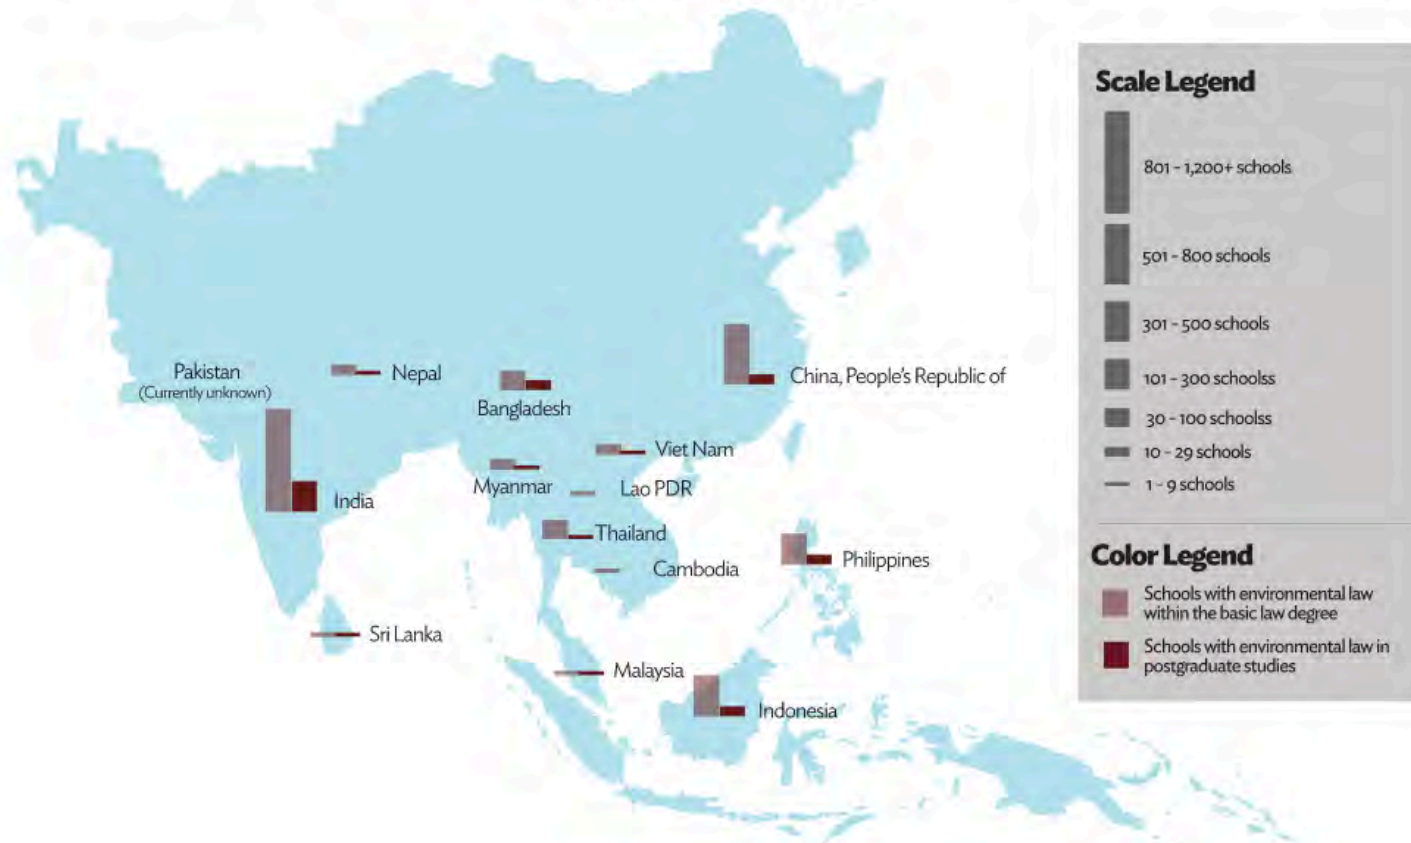 Pakistan
(Currently unknown)
Nepal
Bangladesh
China, People's Republic of
India
Myanmar
Viet Nam
Lao PDR
Thailand
Cambodia
Philippines
Sri Lanka
Malaysia
Indonesia
Scale Legend
801 - 1,200+ schools
501 - 800 schools
301 - 500 schools
101 - 300 schoolss
30 - 100 schoolss
10 - 29 schools
1 - 9 schools
Color Legend
Schools with environmental law
within the basic law degree
Schools with environmental law in
postgraduate studies